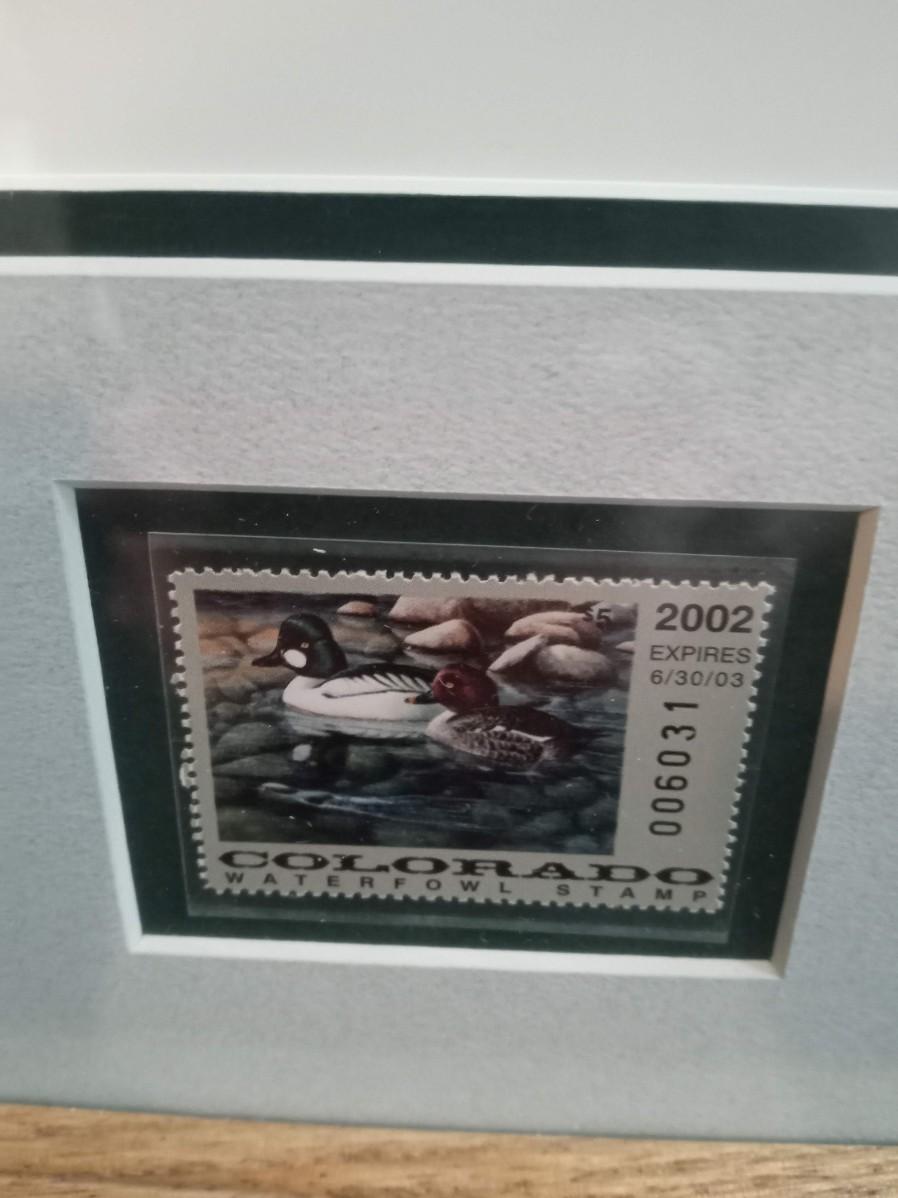 $5
2002
EXPIRES
6/30/03
006031
COLORADO
WATERFOWL STAMP